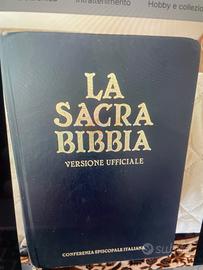 Intrattenimento
Hobby e collezio
LA
SACRA
BIBBIA
VERSIONE UFFICIALE
CONFERENZA EPISCOPALE ITALIANA